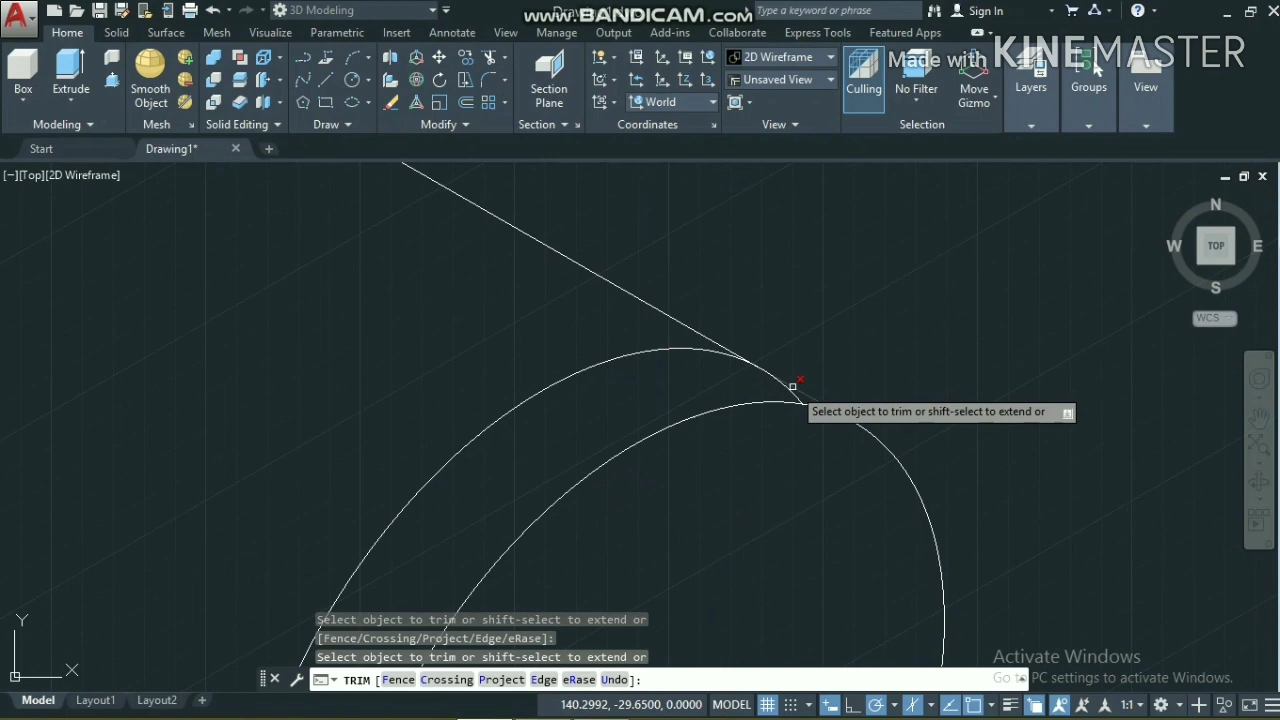 www.BANDICAM.com
3D Modeling
Type a keyword or phrase
Sign In
Home Solid Surface Mesh Visualize Parametric Insert Annotate View Manage Output Add-ins Collaborate Express Tools Featured Apps
Made with KINEMASTER
2D Wireframe
Unsaved View
World
Box
Extrude
Smooth
Object
Section
Plane
Culling
No Filter
Move
Gizmo
Layers
Groups
View
Modeling Mesh Solid Editing Draw Modify Section Coordinates View Selection
Start Drawing1*
[−][Top][2D Wireframe]
N
W TOP E
S
WCS
Select object to trim or shift-select to extend or
Select object to trim or shift-select to extend or
[Fence/Crossing/Project/Edge/eRase]:
Select object to trim or shift-select to extend or
TRIM [Fence Crossing Project Edge eRase Undo]:
Y
X
Activate Windows
Go to PC settings to activate Windows.
Model Layout1 Layout2
140.2992, -29.6500, 0.0000 MODEL
1:1